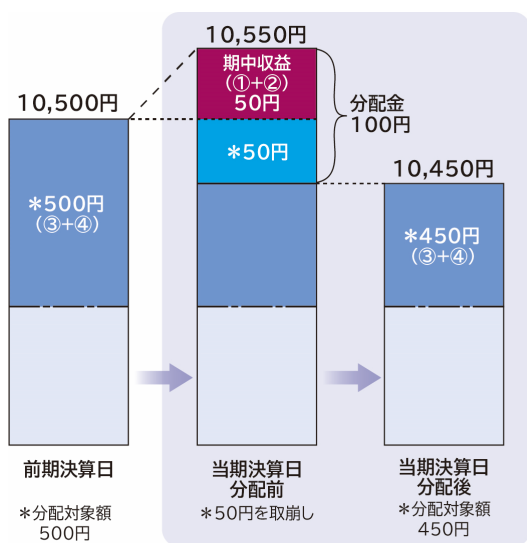 10,550円
期中収益
(①+②)
50円
分配金
100円
10,500円
*50円
10,450円
*500円
(③+④)
*450円
(③+④)
前期決算日
当期決算日
分配前
当期決算日
分配後
*分配対象額
500円
*50円を取崩し
*分配対象額
450円